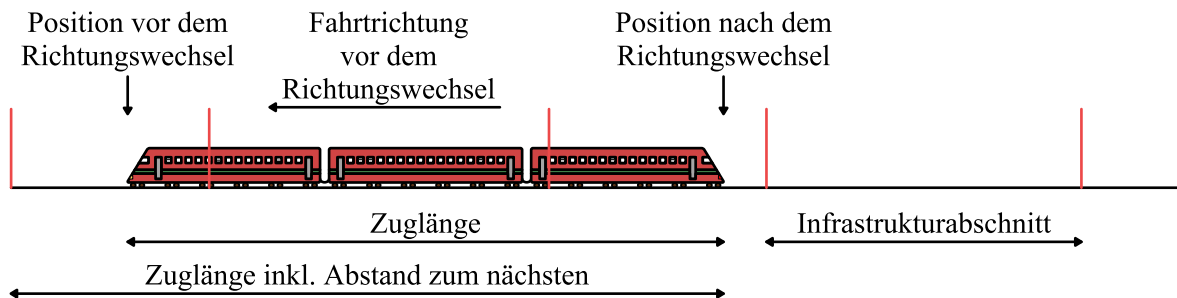 Position vor dem
Richtungswechsel
Fahrtrichtung
vor dem
Richtungswechsel
Position nach dem
Richtungswechsel
Zuglänge
Infrastrukturabschnitt
Zuglänge inkl. Abstand zum nächsten